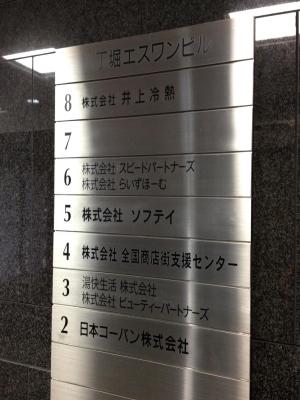 丁堀エスワンビル
8 株式会社 井上冷熱
7
6 株式会社 スピードパートナーズ
株式会社 らいずほーむ
5 株式会社 ソフテイ
4 株式会社 全国商店街支援センター
3 湯快生活 株式会社
株式会社 ビューティーパートナーズ
2 日本コーバン株式会社